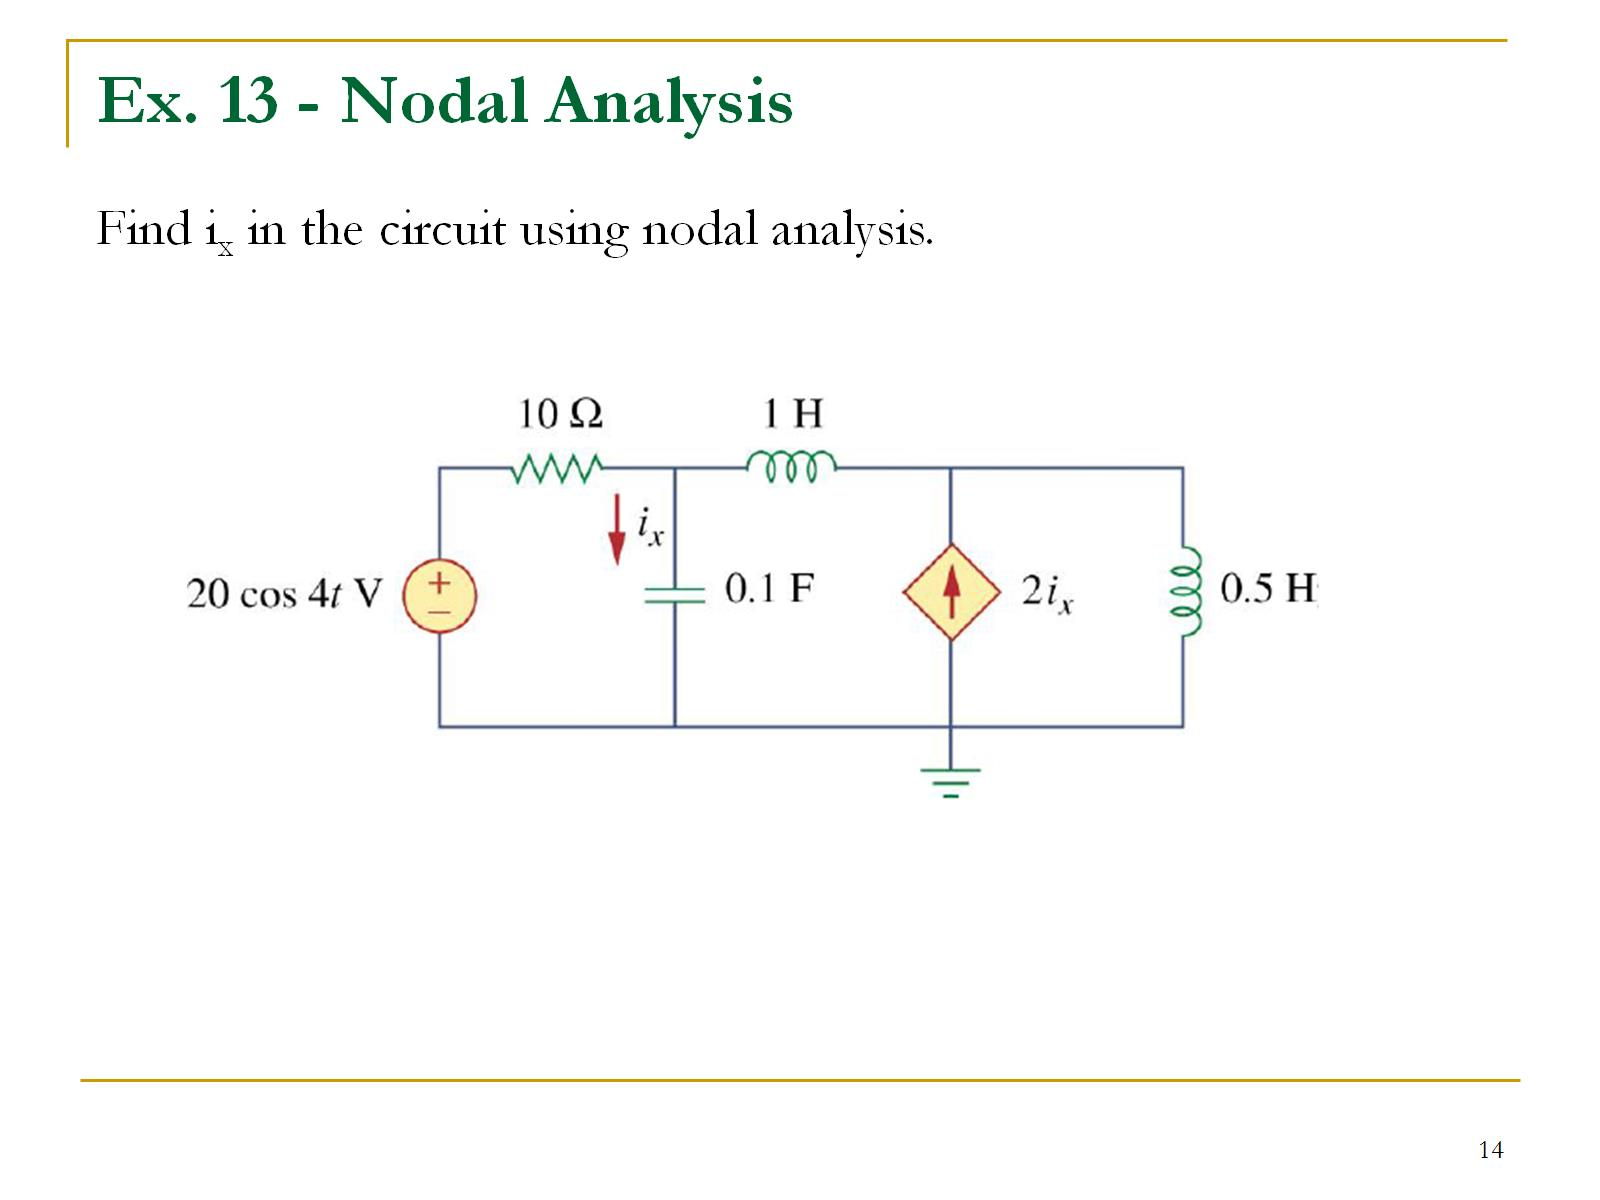 Ex. 13 - Nodal Analysis
Find iₓ in the circuit using nodal analysis.
10 Ω
1 H
iₓ
20 cos 4t V
+
−
0.1 F
2iₓ
0.5 H
14